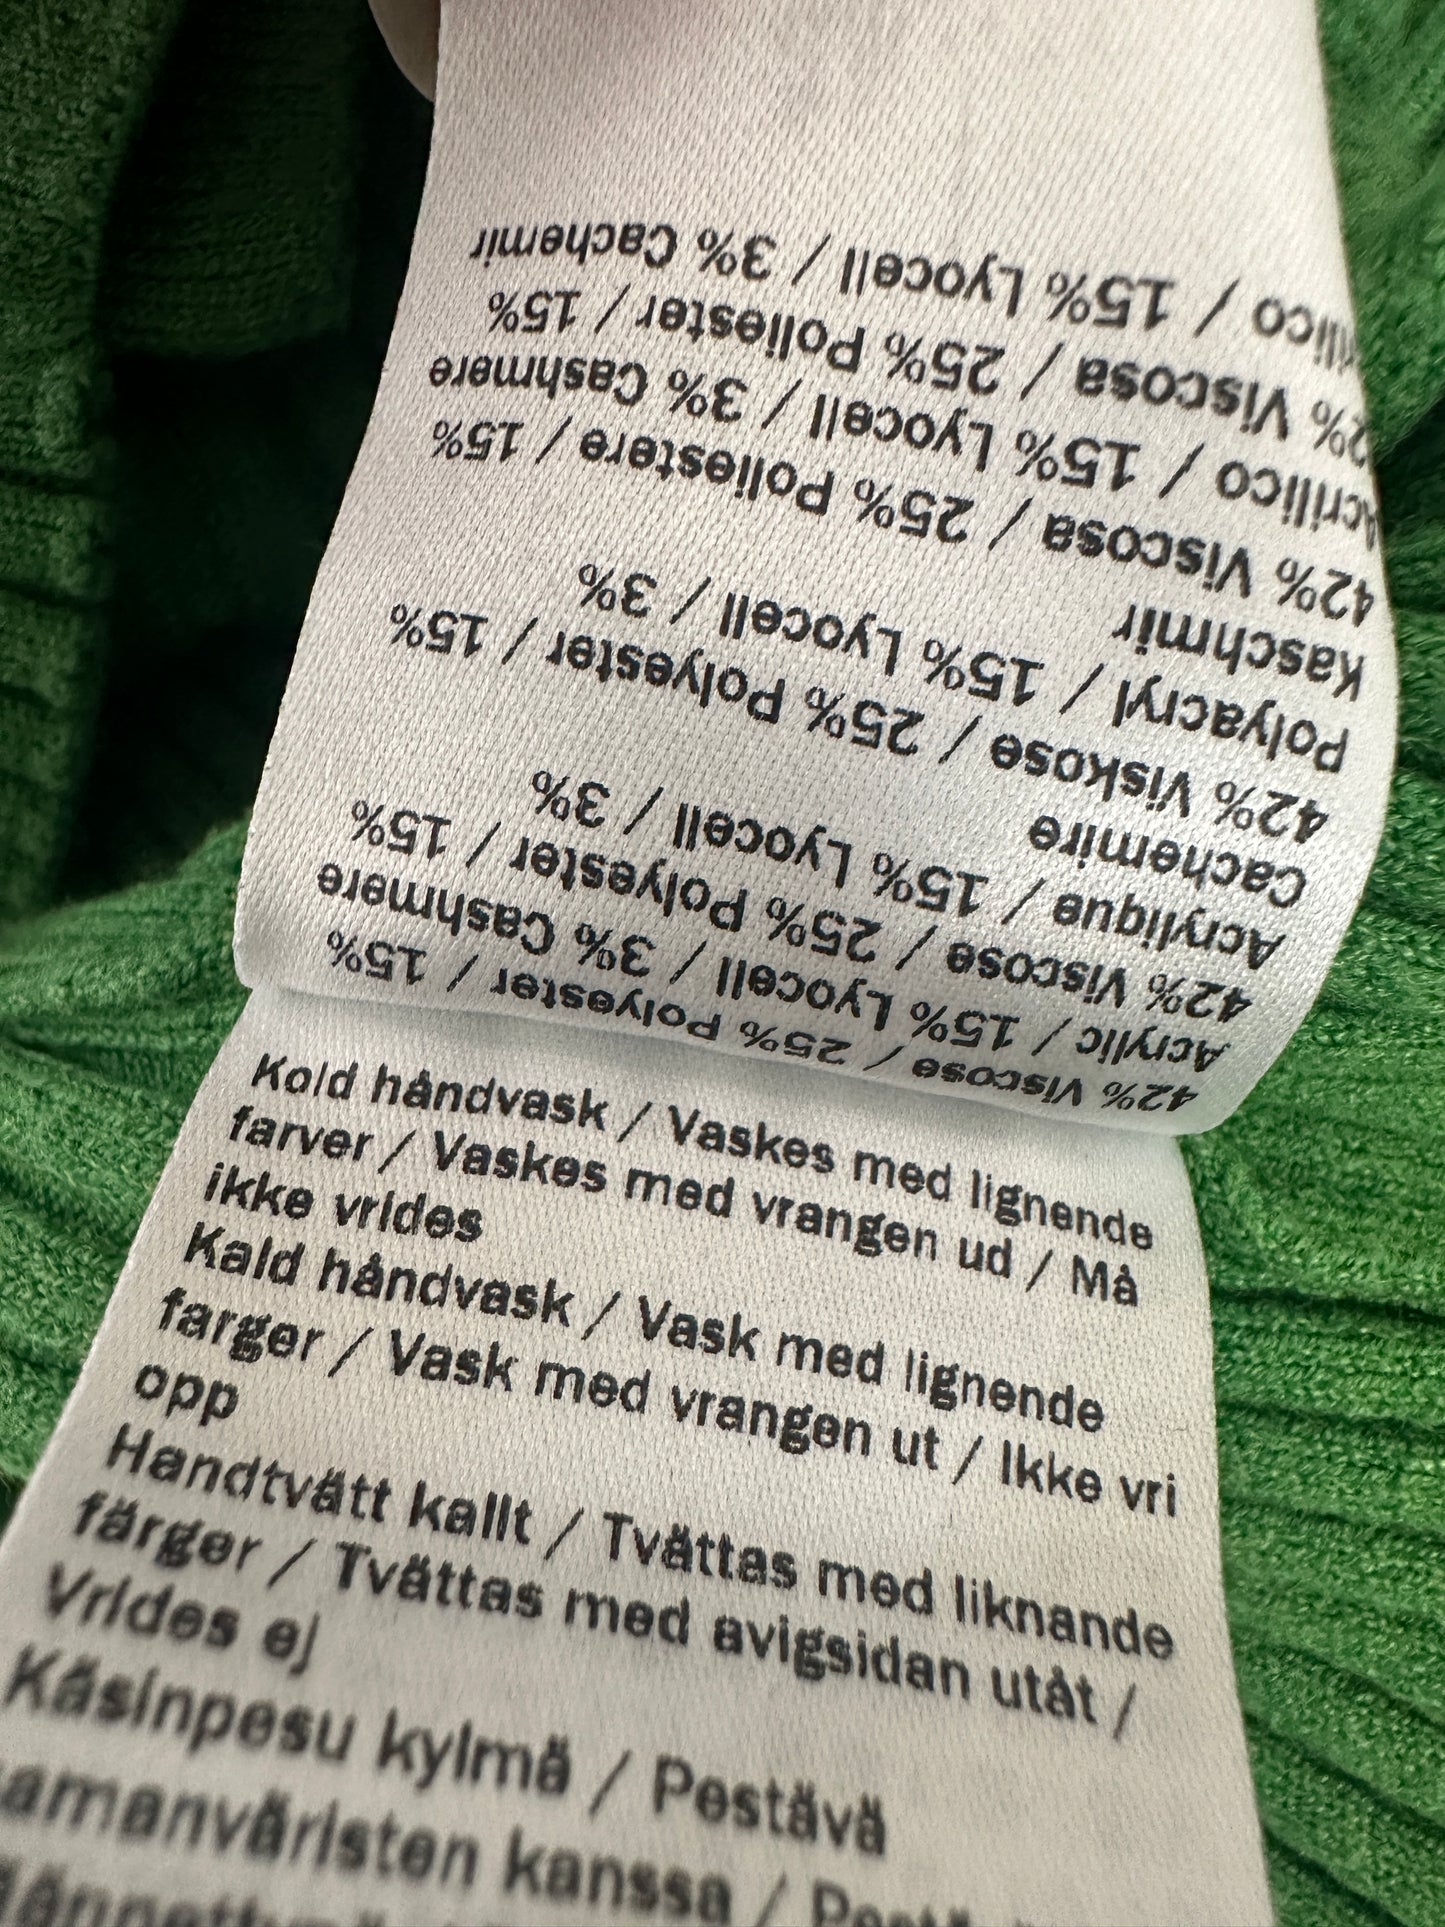 42% Viscose / 25% Polyester / 15%
Acrylic / 15% Lyocell / 3% Cashmere
42% Viscose / 25% Polyester / 15%
Acrylique / 15% Lyocell / 3%
Cachemire
42% Viskose / 25% Polyester / 15%
Polyacryl / 15% Lyocell / 3%
Kaschmir
42% Viscosa / 25% Poliestere / 15%
Acrilico / 15% Lyocell / 3% Cashmere
Viscosa / 25% Poliester / 15%
/ 15% Lyocell / 3% Cachemir
Kold håndvask / Vaskes med lignende
farver / Vaskes med vrangen ud / Må
ikke vrides
Kald håndvask / Vask med lignende
farger / Vask med vrangen ut / Ikke vri
opp
Handtvätt kallt / Tvättas med liknande
färger / Tvättas med avigsidan utåt /
Vrides ej
Käsinpesu kylmä / Pestävä
kanssa /